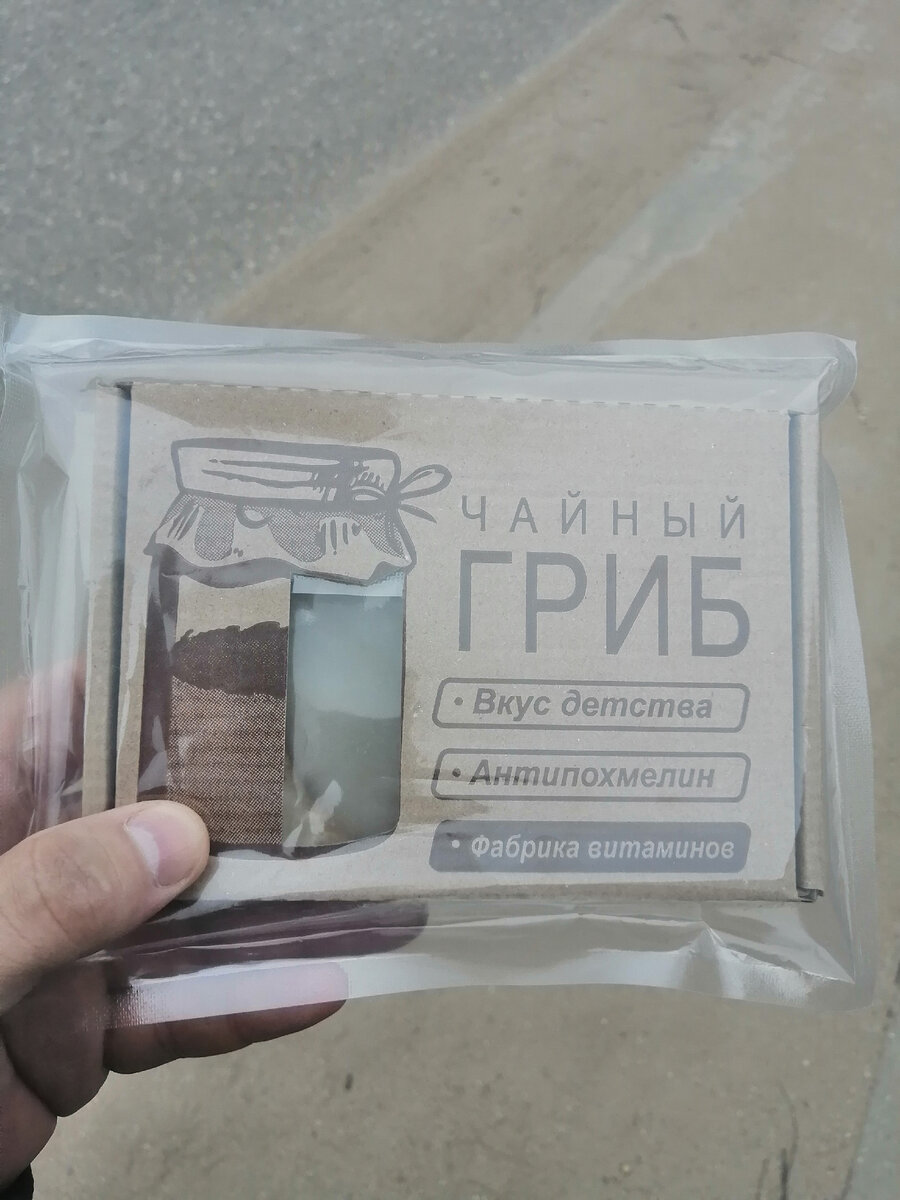 ЧАЙНЫЙ
ГРИБ
• Вкус детства
• Антипохмелин
• Фабрика витаминов